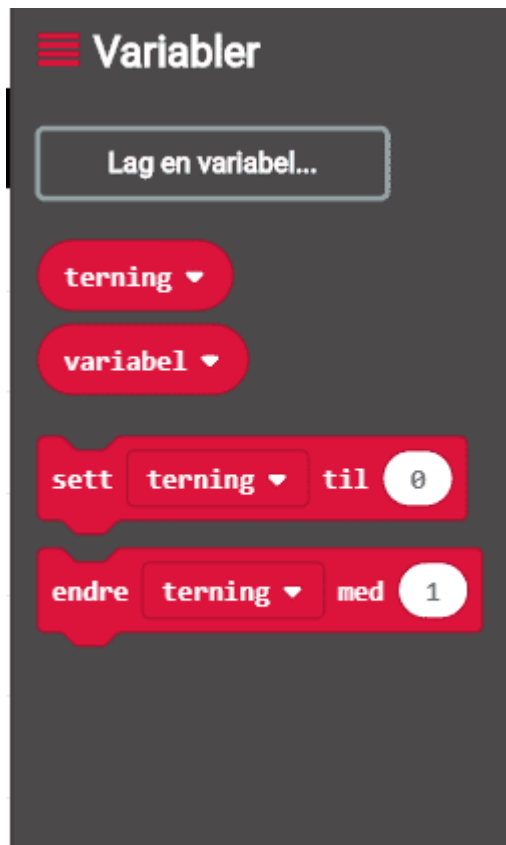 Variabler
Lag en variabel...
terning
variabel
sett terning til 0
endre terning med 1